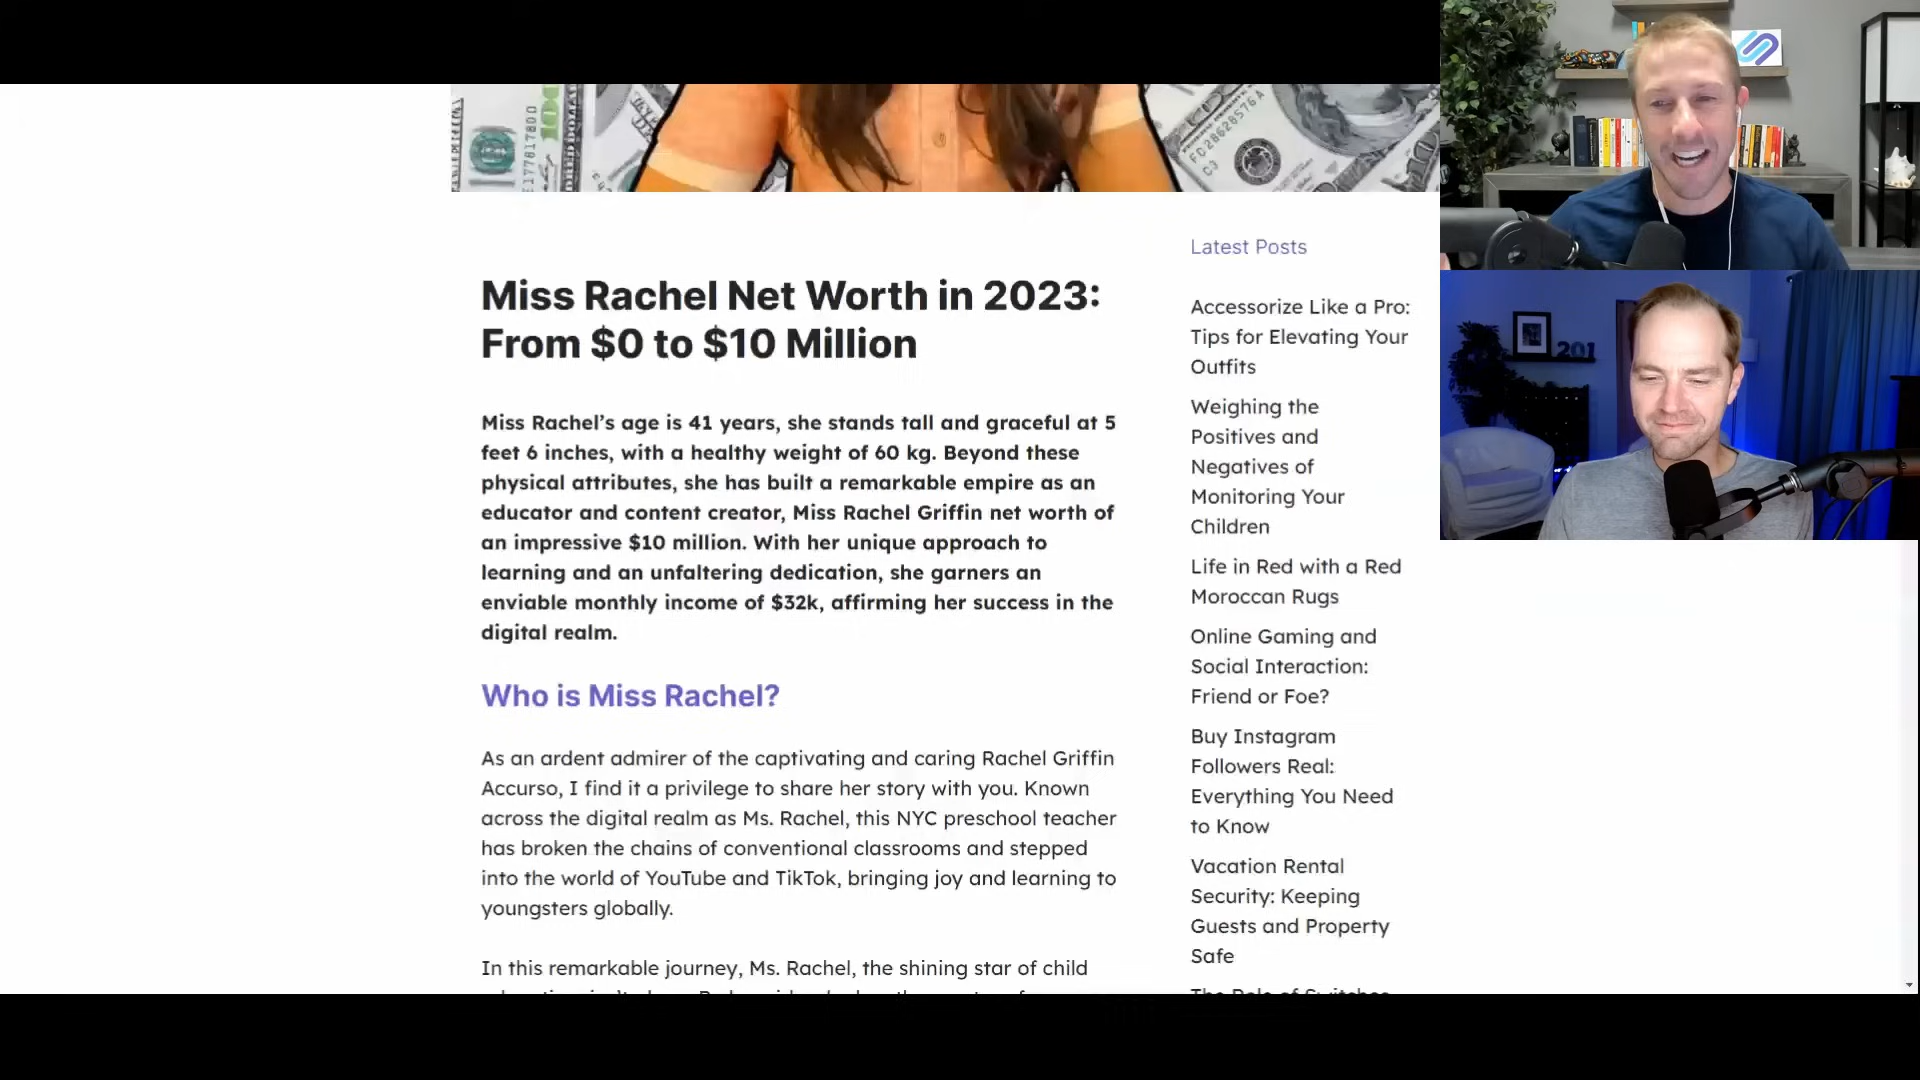 100
E177817800
FD28628576A
C3
201
Miss Rachel Net Worth in 2023:
From $0 to $10 Million
Miss Rachel’s age is 41 years, she stands tall and graceful at 5
feet 6 inches, with a healthy weight of 60 kg. Beyond these
physical attributes, she has built a remarkable empire as an
educator and content creator, Miss Rachel Griffin net worth of
an impressive $10 million. With her unique approach to
learning and an unfaltering dedication, she garners an
enviable monthly income of $32k, affirming her success in the
digital realm.
Who is Miss Rachel?
As an ardent admirer of the captivating and caring Rachel Griffin
Accurso, I find it a privilege to share her story with you. Known
across the digital realm as Ms. Rachel, this NYC preschool teacher
has broken the chains of conventional classrooms and stepped
into the world of YouTube and TikTok, bringing joy and learning to
youngsters globally.
In this remarkable journey, Ms. Rachel, the shining star of child
Latest Posts
Accessorize Like a Pro:
Tips for Elevating Your
Outfits
Weighing the
Positives and
Negatives of
Monitoring Your
Children
Life in Red with a Red
Moroccan Rugs
Online Gaming and
Social Interaction:
Friend or Foe?
Buy Instagram
Followers Real:
Everything You Need
to Know
Vacation Rental
Security: Keeping
Guests and Property
Safe
The Role of Switches